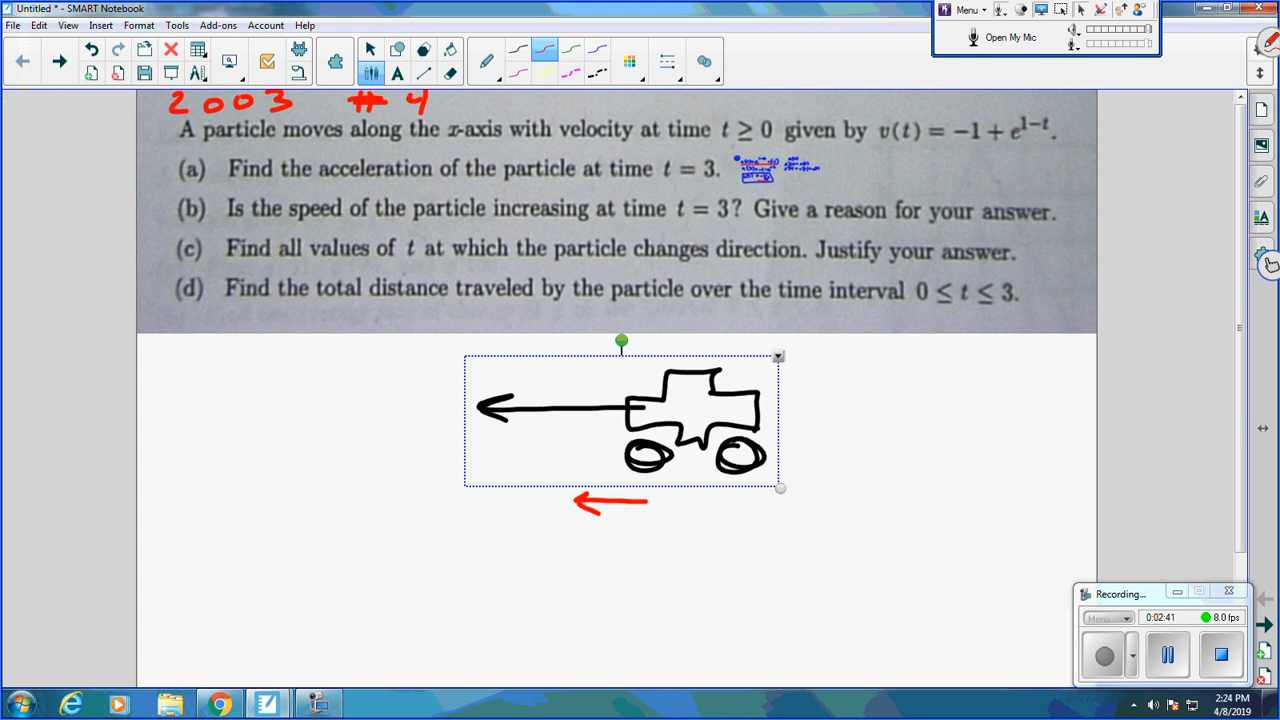 Untitled * - SMART Notebook
Menu
File Edit View Insert Format Tools Add-ons Account Help
Open My Mic
2003 #4
A particle moves along the x-axis with velocity at time t ≥ 0 given by v(t) = −1 + e^{1−t}.
(a) Find the acceleration of the particle at time t = 3.
(b) Is the speed of the particle increasing at time t = 3? Give a reason for your answer.
(c) Find all values of t at which the particle changes direction. Justify your answer.
(d) Find the total distance traveled by the particle over the time interval 0 ≤ t ≤ 3.
Recording...
Menu 0:02:41 8.0 fps
2:24 PM
4/8/2019